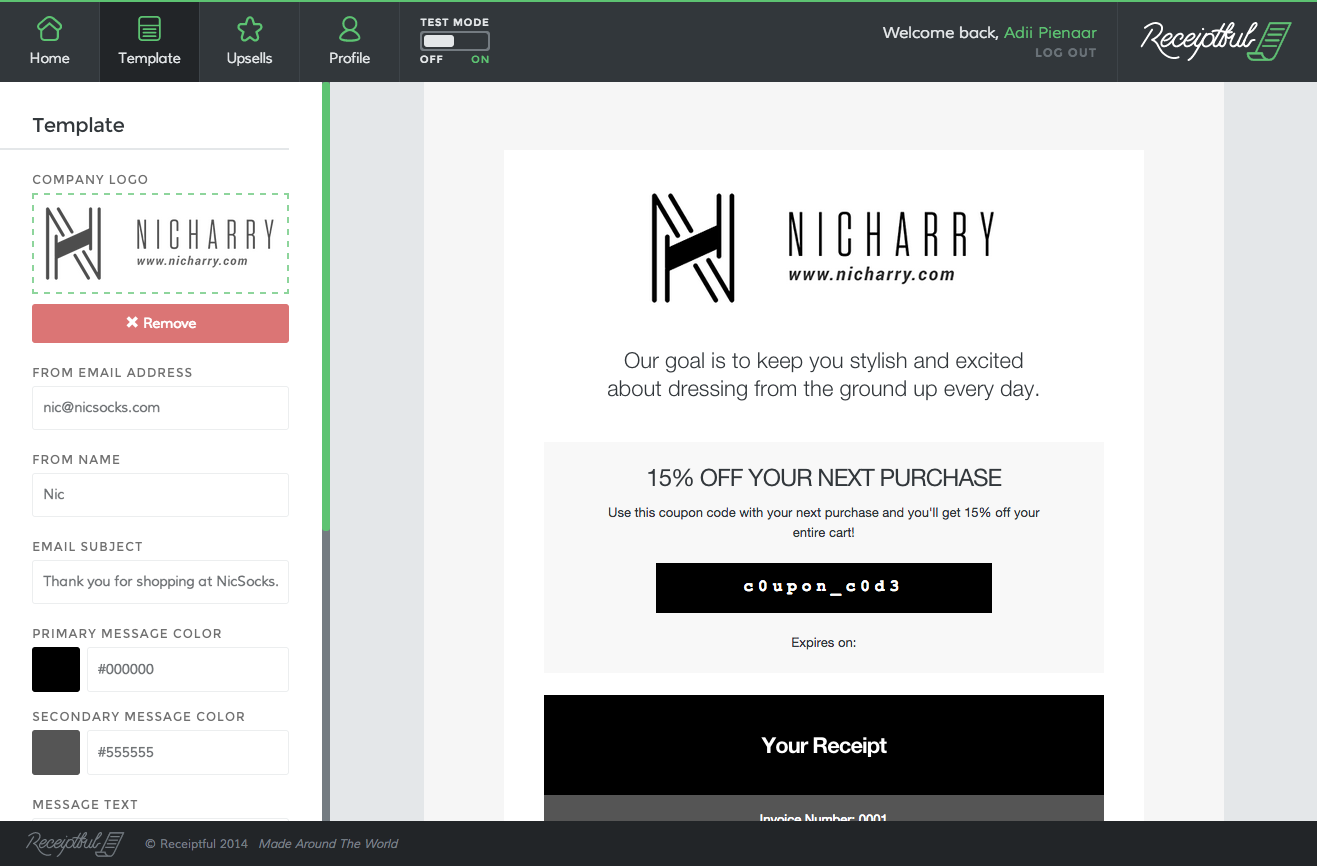 Home
Template
Upsells
Profile
TEST MODE
OFF ON
Welcome back, Adii Pienaar
LOG OUT
Receiptful
Template
COMPANY LOGO
NICHARRY
www.nicharry.com
✖ Remove
FROM EMAIL ADDRESS
nic@nicsocks.com
FROM NAME
Nic
EMAIL SUBJECT
Thank you for shopping at NicSocks.
PRIMARY MESSAGE COLOR
#000000
SECONDARY MESSAGE COLOR
#555555
MESSAGE TEXT
NICHARRY
www.nicharry.com
Our goal is to keep you stylish and excited
about dressing from the ground up every day.
15% OFF YOUR NEXT PURCHASE
Use this coupon code with your next purchase and you'll get 15% off your
entire cart!
c0upon_c0d3
Expires on:
Your Receipt
Invoice Number: 0001
Receiptful
© Receiptful 2014 Made Around The World